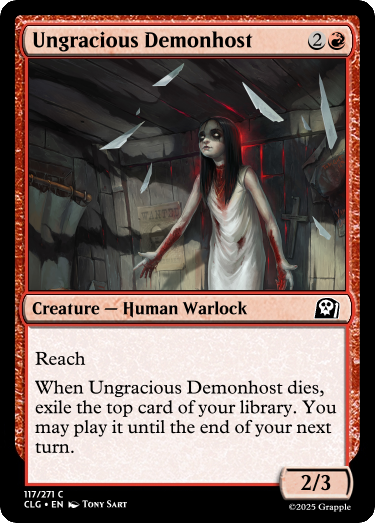 Ungracious Demonhost 2
Creature — Human Warlock
Reach
When Ungracious Demonhost dies,
exile the top card of your library. You
may play it until the end of your next
turn.
2/3
117/271 C
CLG • EN Tony Sart
©2025 Grapple